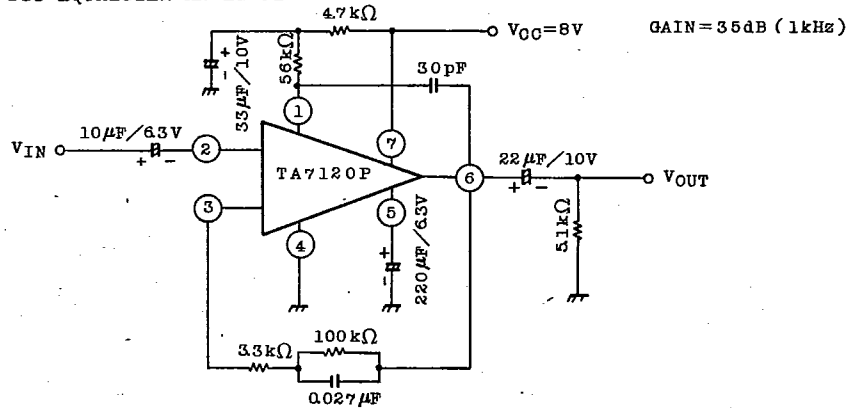 4.7kΩ
VCC=8V
GAIN=35dB (1kHz)
33μF/10V
56kΩ
30pF
1
10μF/6.3V
2
7
VIN
+ -
TA7120P
6
22μF/10V
+ -
VOUT
3
5
4
220μF/6.3V
5.1kΩ
3.3kΩ
100kΩ
0.027μF